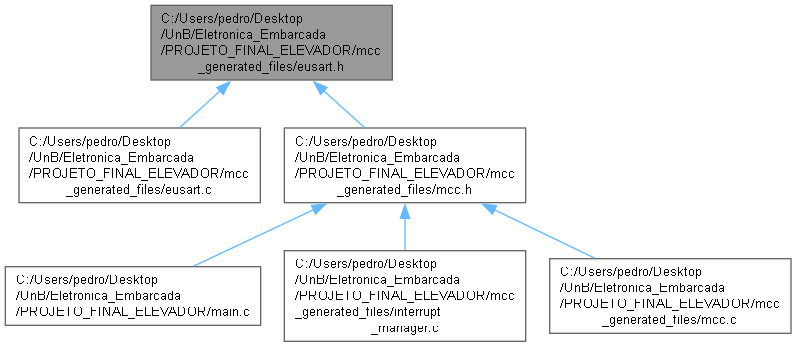 C:/Users/pedro/Desktop
/UnB/Eletronica_Embarcada
/PROJETO_FINAL_ELEVADOR/mcc
_generated_files/eusart.h
C:/Users/pedro/Desktop
/UnB/Eletronica_Embarcada
/PROJETO_FINAL_ELEVADOR/mcc
_generated_files/eusart.c
C:/Users/pedro/Desktop
/UnB/Eletronica_Embarcada
/PROJETO_FINAL_ELEVADOR/mcc
_generated_files/mcc.h
C:/Users/pedro/Desktop
/UnB/Eletronica_Embarcada
/PROJETO_FINAL_ELEVADOR/main.c
C:/Users/pedro/Desktop
/UnB/Eletronica_Embarcada
/PROJETO_FINAL_ELEVADOR/mcc
_generated_files/interrupt
_manager.c
C:/Users/pedro/Desktop
/UnB/Eletronica_Embarcada
/PROJETO_FINAL_ELEVADOR/mcc
_generated_files/mcc.c